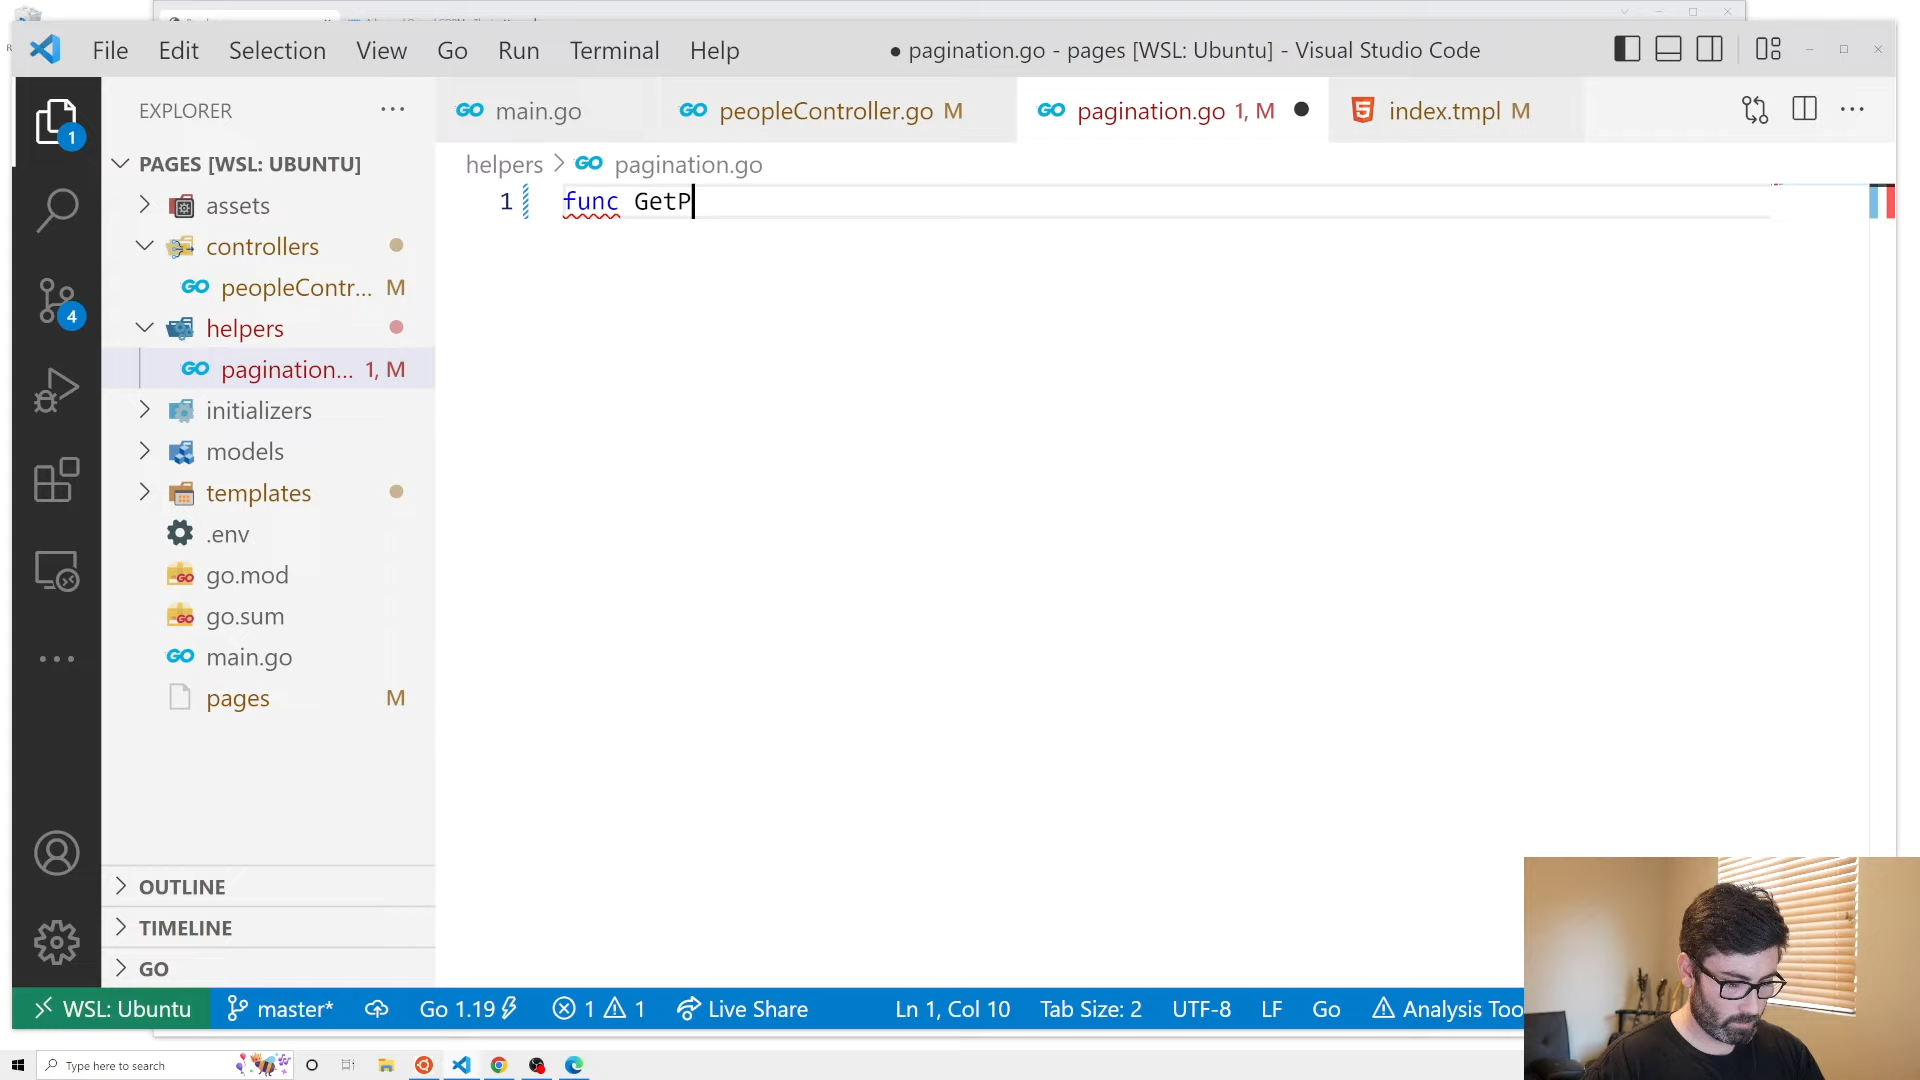 File Edit Selection View Go Run Terminal Help
● pagination.go - pages [WSL: Ubuntu] - Visual Studio Code
EXPLORER
main.go
peopleController.go M
pagination.go 1, M
index.tmpl M
PAGES [WSL: UBUNTU]
helpers > pagination.go
1 func GetP
assets
controllers
peopleContr... M
helpers
pagination... 1, M
initializers
models
templates
.env
go.mod
go.sum
main.go
pages M
1
4
OUTLINE
TIMELINE
GO
WSL: Ubuntu master* Go 1.19 1 1 Live Share Ln 1, Col 10 Tab Size: 2 UTF-8 LF Go Analysis Too
Type here to search